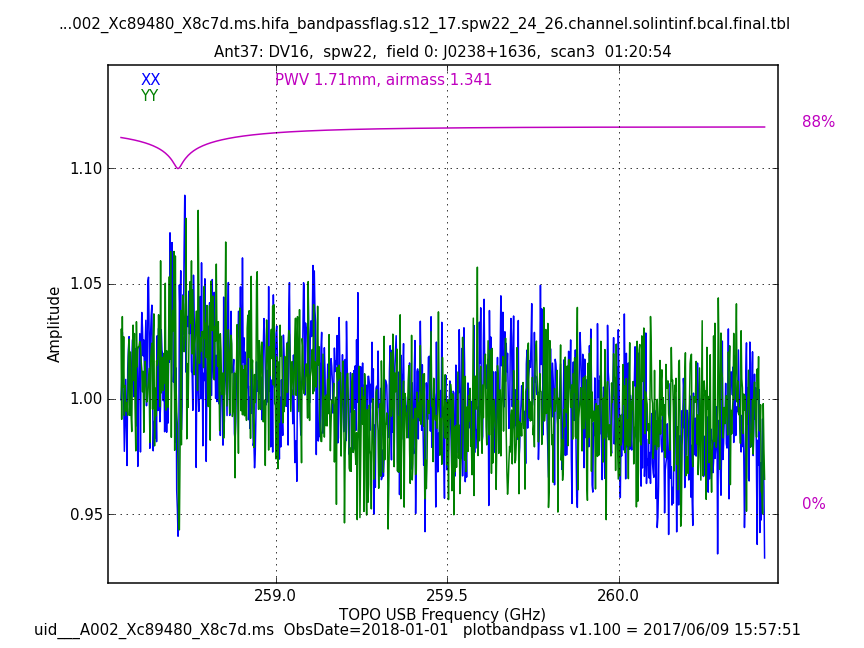 ...002_Xc89480_X8c7d.ms.hifa_bandpassflag.s12_17.spw22_24_26.channel.solintinf.bcal.final.tbl
Ant37: DV16, spw22, field 0: J0238+1636, scan3 01:20:54
XX
PWV 1.71mm, airmass 1.341
YY
88%
1.10
1.05
Amplitude
1.00
0.95
0%
259.0
259.5
260.0
TOPO USB Frequency (GHz)
uid___A002_Xc89480_X8c7d.ms ObsDate=2018-01-01 plotbandpass v1.100 = 2017/06/09 15:57:51